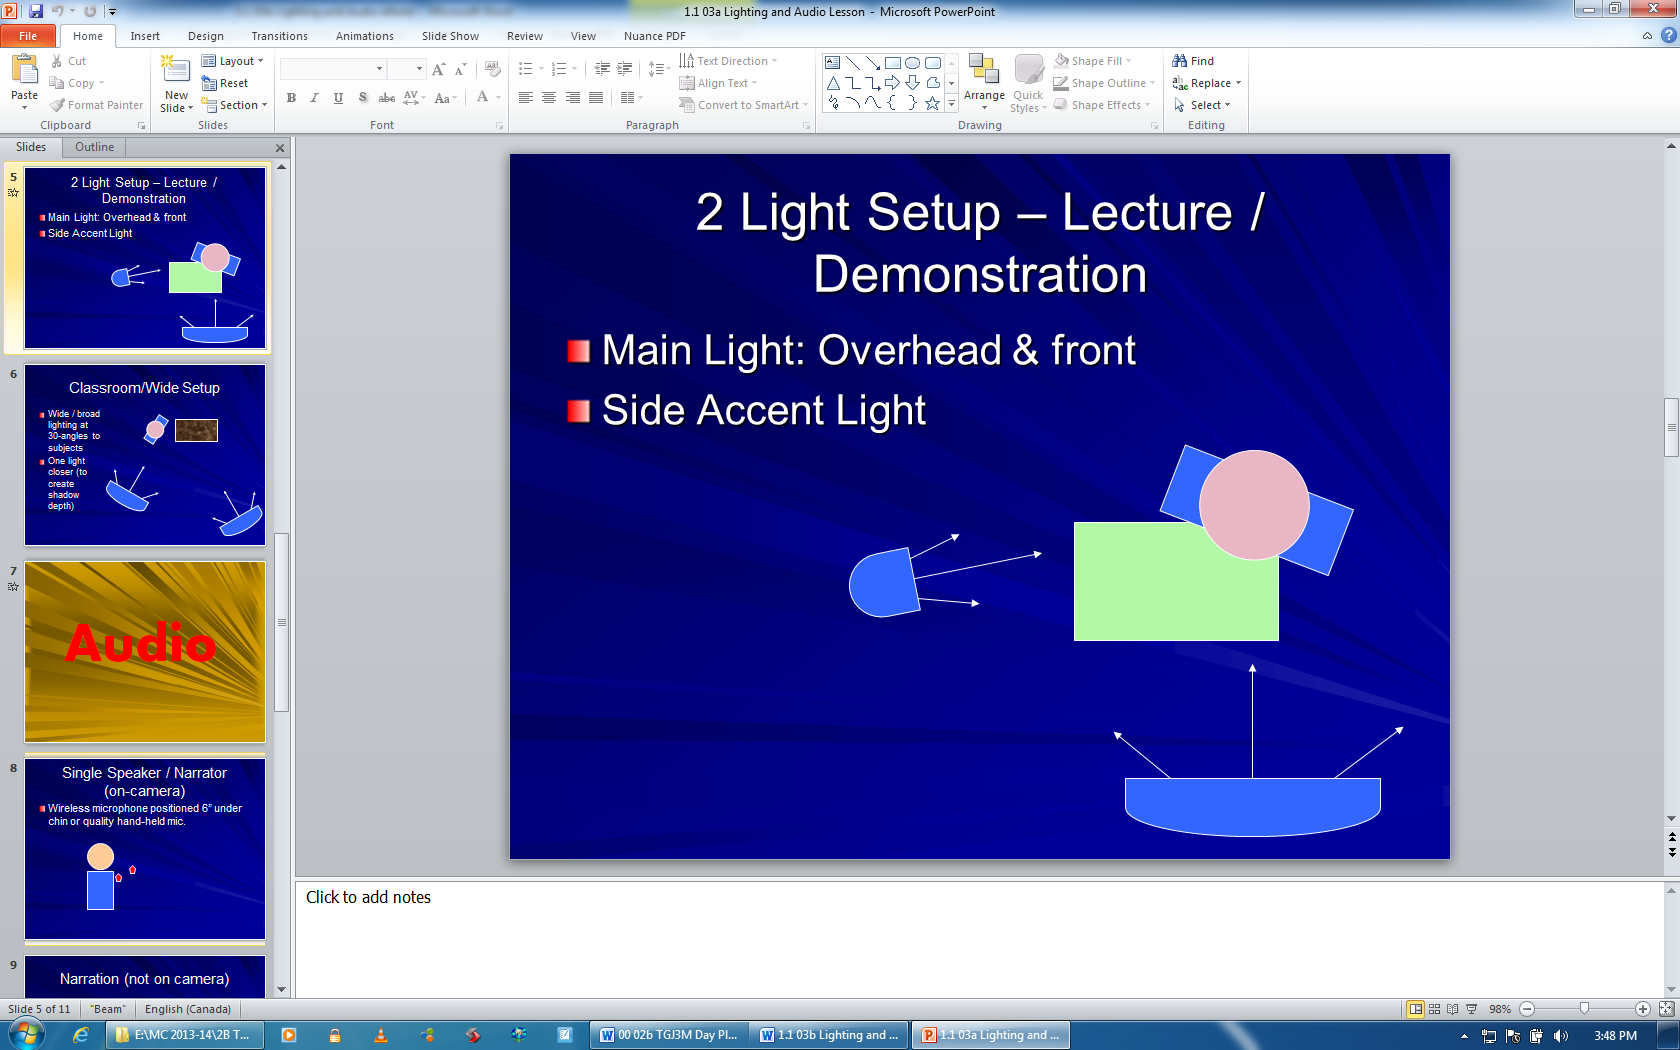 1.1 03a Lighting and Audio Lesson - Microsoft PowerPoint
File Home Insert Design Transitions Animations Slide Show Review View Nuance PDF
Paste
Cut
Copy
Format Painter
Clipboard
New Slide
Layout
Reset
Section
Slides
Font
Text Direction
Align Text
Convert to SmartArt
Paragraph
Arrange
Quick Styles
Shape Fill
Shape Outline
Shape Effects
Drawing
Find
Replace
Select
Editing
Slides Outline
5
2 Light Setup – Lecture /
Demonstration
Main Light: Overhead & front
Side Accent Light
6
Classroom/Wide Setup
Wide / broad
lighting at
30-angles to
subjects
One light
closer (to
create
shadow
depth)
7
Audio
8
Single Speaker / Narrator
(on-camera)
Wireless microphone positioned 6” under
chin or quality hand-held mic.
9
Narration (not on camera)
2 Light Setup – Lecture /
Demonstration
Main Light: Overhead & front
Side Accent Light
Click to add notes
Slide 5 of 11 "Beam" English (Canada) 98%
E:\MC 2013-14\2B T... 00 02b TGJ3M Day Pl... 1.1 03b Lighting and ... 1.1 03a Lighting and ... 3:48 PM